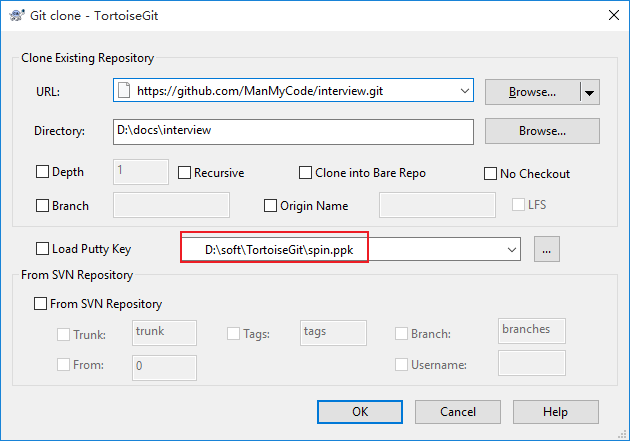 Git clone - TortoiseGit
Clone Existing Repository
URL: https://github.com/ManMyCode/interview.git Browse...
Directory: D:\docs\interview Browse...
Depth 1 Recursive Clone into Bare Repo No Checkout
Branch Origin Name LFS
Load Putty Key D:\soft\TortoiseGit\spin.ppk ...
From SVN Repository
From SVN Repository
Trunk: trunk Tags: tags Branch: branches
From: 0 Username:
OK Cancel Help